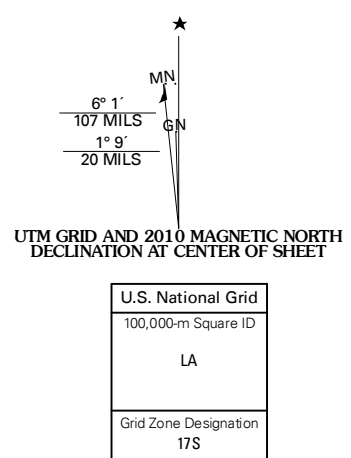 ★
M.N.
6° 1´
107 MILS
GN
1° 9´
20 MILS
UTM GRID AND 2010 MAGNETIC NORTH
DECLINATION AT CENTER OF SHEET
U.S. National Grid
100,000-m Square ID
LA
Grid Zone Designation
17S